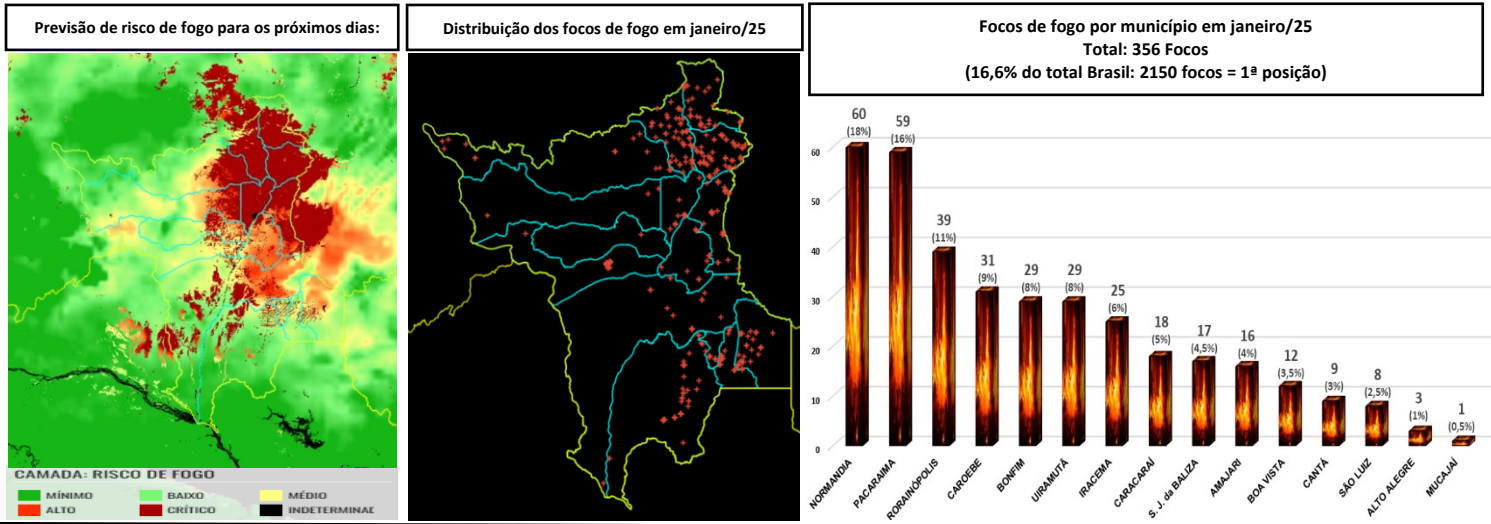 Previsão de risco de fogo para os próximos dias:
CAMADA: RISCO DE FOGO
MÍNIMO
BAIXO
MÉDIO
ALTO
CRÍTICO
INDETERMINAD
Distribuição dos focos de fogo em janeiro/25
Focos de fogo por município em janeiro/25
Total: 356 Focos
(16,6% do total Brasil: 2150 focos = 1ª posição)
60
50
40
30
20
10
0
60
(18%)
59
(16%)
39
(11%)
31
(9%)
29
(8%)
29
(8%)
25
(6%)
18
(5%)
17
(4,5%)
16
(4%)
12
(3,5%)
9
(3%)
8
(2,5%)
3
(1%)
1
(0,5%)
NORMANDIA
PACARAIMA
RORAINÓPOLIS
CAROEBE
BONFIM
UIRAMUTÃ
IRACEMA
CARACARAÍ
S. J. da BALIZA
AMAJARI
BOA VISTA
CANTÁ
SÃO LUIZ
ALTO ALEGRE
MUCAJAÍ